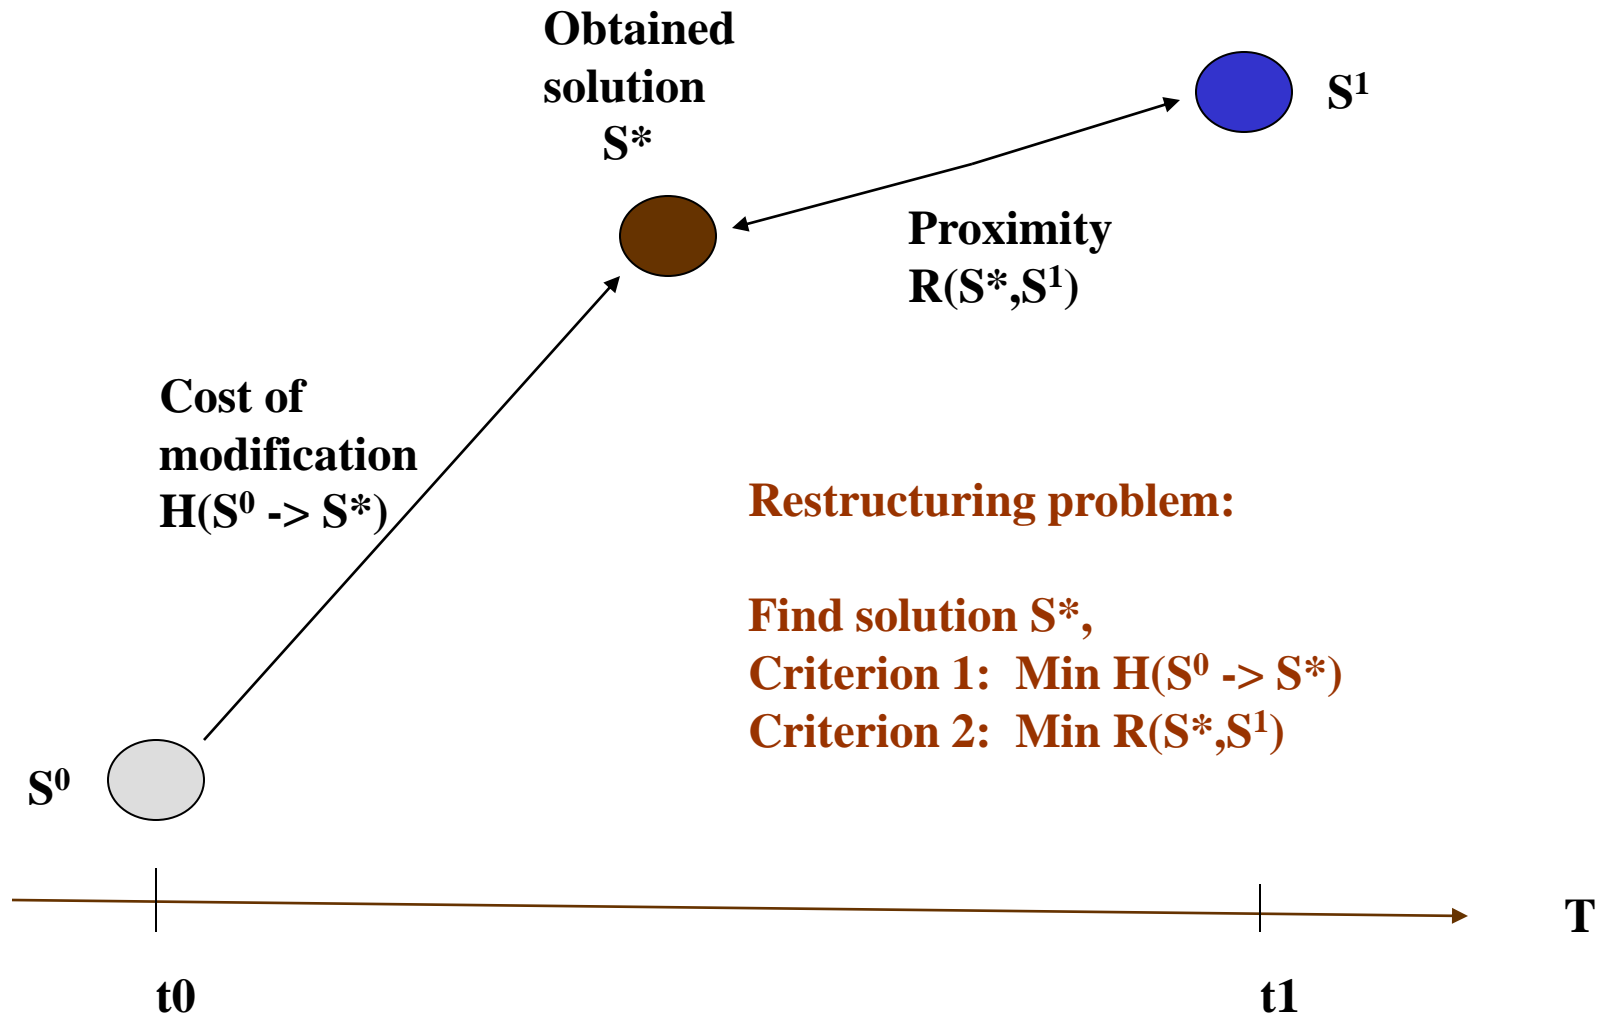 Obtained
solution
S*
S¹
Proximity
R(S*,S¹)
Cost of
modification
H(S⁰ -> S*)
Restructuring problem:
Find solution S*,
Criterion 1: Min H(S⁰ -> S*)
Criterion 2: Min R(S*,S¹)
S⁰
T
t0
t1